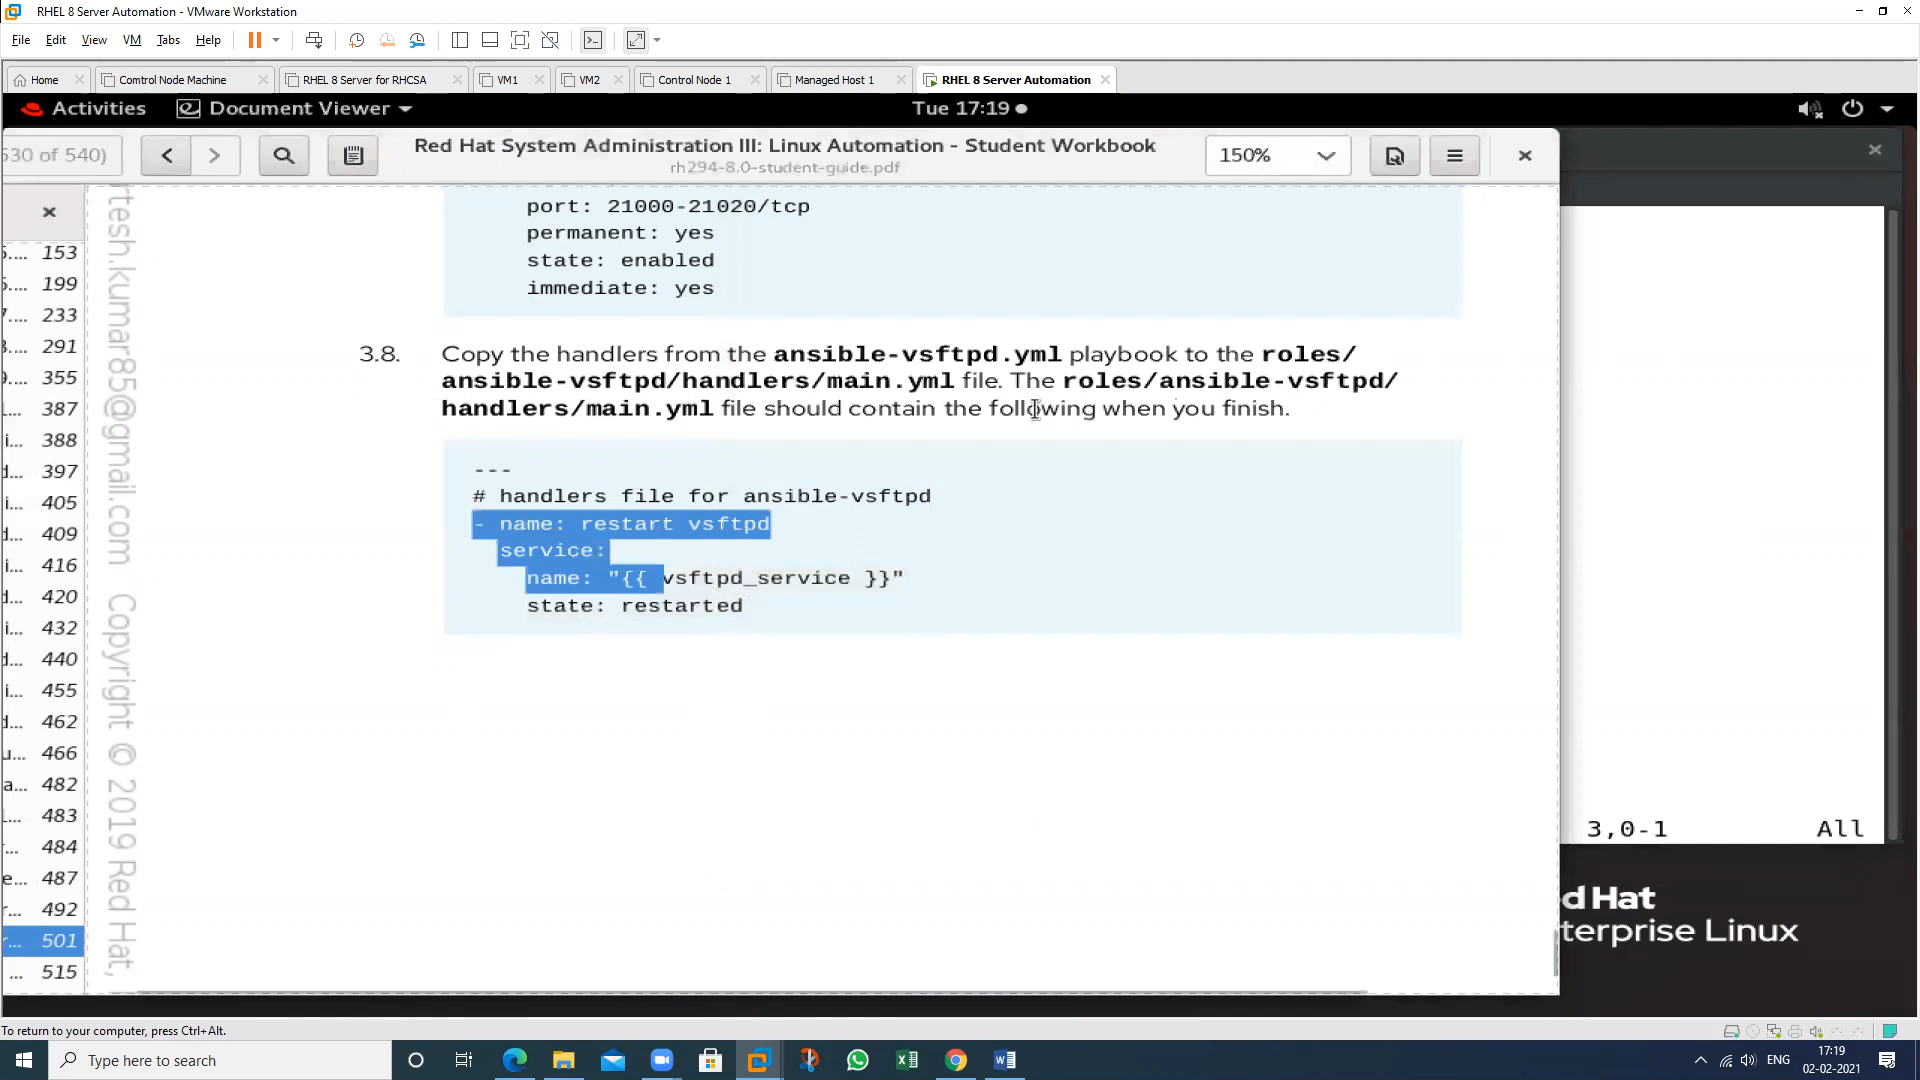 RHEL 8 Server Automation - VMware Workstation
File Edit View VM Tabs Help
Home Comtrol Node Machine RHEL 8 Server for RHCSA VM1 VM2 Control Node 1 Managed Host 1 RHEL 8 Server Automation
Activities Document Viewer Tue 17:19
530 of 540) Red Hat System Administration III: Linux Automation - Student Workbook 150%
rh294-8.0-student-guide.pdf
5.... 153
5.... 199
7.... 233
3.... 291
9.... 355
l... 387
i... 388
d... 397
i... 405
d... 409
i... 416
d... 420
i... 432
d... 440
i... 455
d... 462
u... 466
a... 482
l... 483
r... 484
e... 487
r... 492
r... 501
... 515
rtesh.kumar85@gmail.com Copyright © 2019 Red Hat,
port: 21000-21020/tcp
permanent: yes
state: enabled
immediate: yes
3.8. Copy the handlers from the ansible-vsftpd.yml playbook to the roles/
ansible-vsftpd/handlers/main.yml file. The roles/ansible-vsftpd/
handlers/main.yml file should contain the following when you finish.
---
# handlers file for ansible-vsftpd
- name: restart vsftpd
service:
name: "{{ vsftpd_service }}"
state: restarted
3,0-1 All
d Hat
terprise Linux
To return to your computer, press Ctrl+Alt.
Type here to search
ENG
17:19
02-02-2021